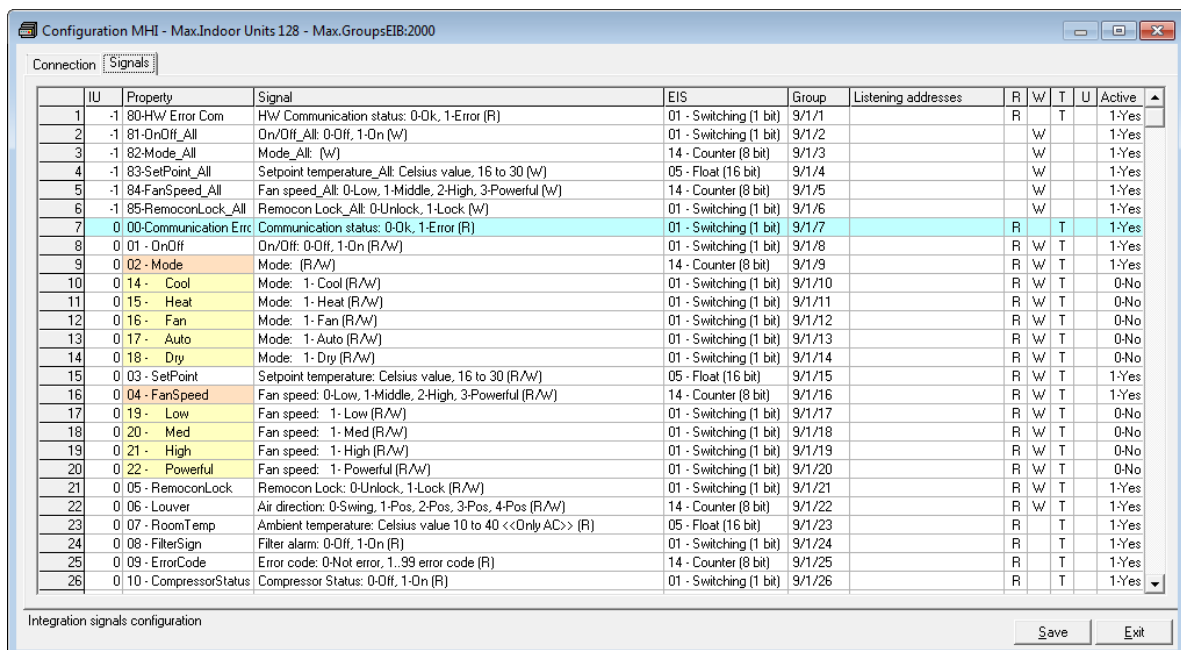 Configuration MHI - Max.Indoor Units 128 - Max.GroupsEIB:2000
Connection Signals
IU Property Signal EIS Group Listening addresses R W T U Active
1 -1 80-HW Error Com HW Communication status: 0-Ok, 1-Error (R) 01 - Switching (1 bit) 9/1/1 R T 1-Yes
2 -1 81-OnOff_All On/Off_All: 0-Off, 1-On (W) 01 - Switching (1 bit) 9/1/2 W 1-Yes
3 -1 82-Mode_All Mode_All: (W) 14 - Counter (8 bit) 9/1/3 W 1-Yes
4 -1 83-SetPoint_All Setpoint temperature_All: Celsius value, 16 to 30 (W) 05 - Float (16 bit) 9/1/4 W 1-Yes
5 -1 84-FanSpeed_All Fan speed_All: 0-Low, 1-Middle, 2-High, 3-Powerful (W) 14 - Counter (8 bit) 9/1/5 W 1-Yes
6 -1 85-RemoconLock_All Remocon Lock_All: 0-Unlock, 1-Lock (W) 01 - Switching (1 bit) 9/1/6 W 1-Yes
7 0 00-Communication Errc Communication status: 0-Ok, 1-Error (R) 01 - Switching (1 bit) 9/1/7 R T 1-Yes
8 0 01 - OnOff On/Off: 0-Off, 1-On (R/W) 01 - Switching (1 bit) 9/1/8 R W T 1-Yes
9 0 02 - Mode Mode: (R/W) 14 - Counter (8 bit) 9/1/9 R W T 1-Yes
10 0 14 - Cool Mode: 1- Cool (R/W) 01 - Switching (1 bit) 9/1/10 R W T 0-No
11 0 15 - Heat Mode: 1- Heat (R/W) 01 - Switching (1 bit) 9/1/11 R W T 0-No
12 0 16 - Fan Mode: 1- Fan (R/W) 01 - Switching (1 bit) 9/1/12 R W T 0-No
13 0 17 - Auto Mode: 1- Auto (R/W) 01 - Switching (1 bit) 9/1/13 R W T 0-No
14 0 18 - Dry Mode: 1- Dry (R/W) 01 - Switching (1 bit) 9/1/14 R W T 0-No
15 0 03 - SetPoint Setpoint temperature: Celsius value, 16 to 30 (R/W) 05 - Float (16 bit) 9/1/15 R W T 1-Yes
16 0 04 - FanSpeed Fan speed: 0-Low, 1-Middle, 2-High, 3-Powerful (R/W) 14 - Counter (8 bit) 9/1/16 R W T 1-Yes
17 0 19 - Low Fan speed: 1- Low (R/W) 01 - Switching (1 bit) 9/1/17 R W T 0-No
18 0 20 - Med Fan speed: 1- Med (R/W) 01 - Switching (1 bit) 9/1/18 R W T 0-No
19 0 21 - High Fan speed: 1- High (R/W) 01 - Switching (1 bit) 9/1/19 R W T 0-No
20 0 22 - Powerful Fan speed: 1- Powerful (R/W) 01 - Switching (1 bit) 9/1/20 R W T 0-No
21 0 05 - RemoconLock Remocon Lock: 0-Unlock, 1-Lock (R/W) 01 - Switching (1 bit) 9/1/21 R W T 1-Yes
22 0 06 - Louver Air direction: 0-Swing, 1-Pos, 2-Pos, 3-Pos, 4-Pos (R/W) 14 - Counter (8 bit) 9/1/22 R W T 1-Yes
23 0 07 - RoomTemp Ambient temperature: Celsius value 10 to 40 <<Only AC>> (R) 05 - Float (16 bit) 9/1/23 R T 1-Yes
24 0 08 - FilterSign Filter alarm: 0-Off, 1-On (R) 01 - Switching (1 bit) 9/1/24 R T 1-Yes
25 0 09 - ErrorCode Error code: 0-Not error, 1..99 error code (R) 14 - Counter (8 bit) 9/1/25 R T 1-Yes
26 0 10 - CompressorStatus Compressor Status: 0-Off, 1-On (R) 01 - Switching (1 bit) 9/1/26 R T 1-Yes
Integration signals configuration
Save Exit